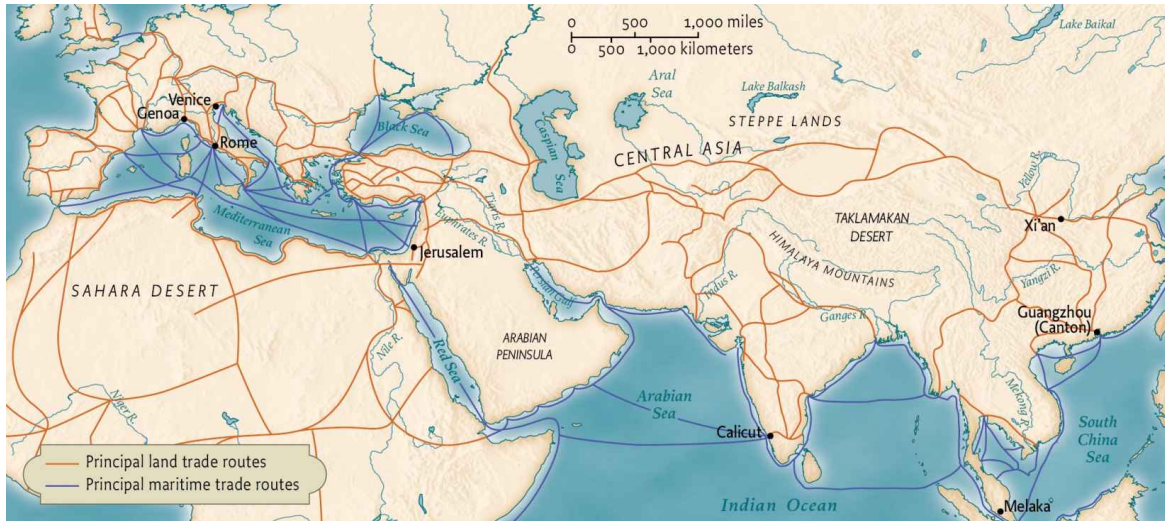 0 500 1,000 miles
0 500 1,000 kilometers
Lake Baikal
Aral
Sea
Lake Balkash
STEPPE LANDS
CENTRAL ASIA
Venice
Genoa
Rome
Black Sea
Caspian
Sea
Mediterranean
Sea
Tigris R.
Euphrates R.
Jerusalem
Yellow R.
TAKLAMAKAN
DESERT
Xi'an
HIMALAYA MOUNTAINS
Yangzi R.
SAHARA DESERT
Persian Gulf
Indus R.
Ganges R.
Guangzhou
(Canton)
ARABIAN
PENINSULA
Nile R.
Red Sea
Niger R.
Arabian
Sea
Mekong R.
Calicut
South
China
Sea
Principal land trade routes
Principal maritime trade routes
Indian Ocean
Melaka